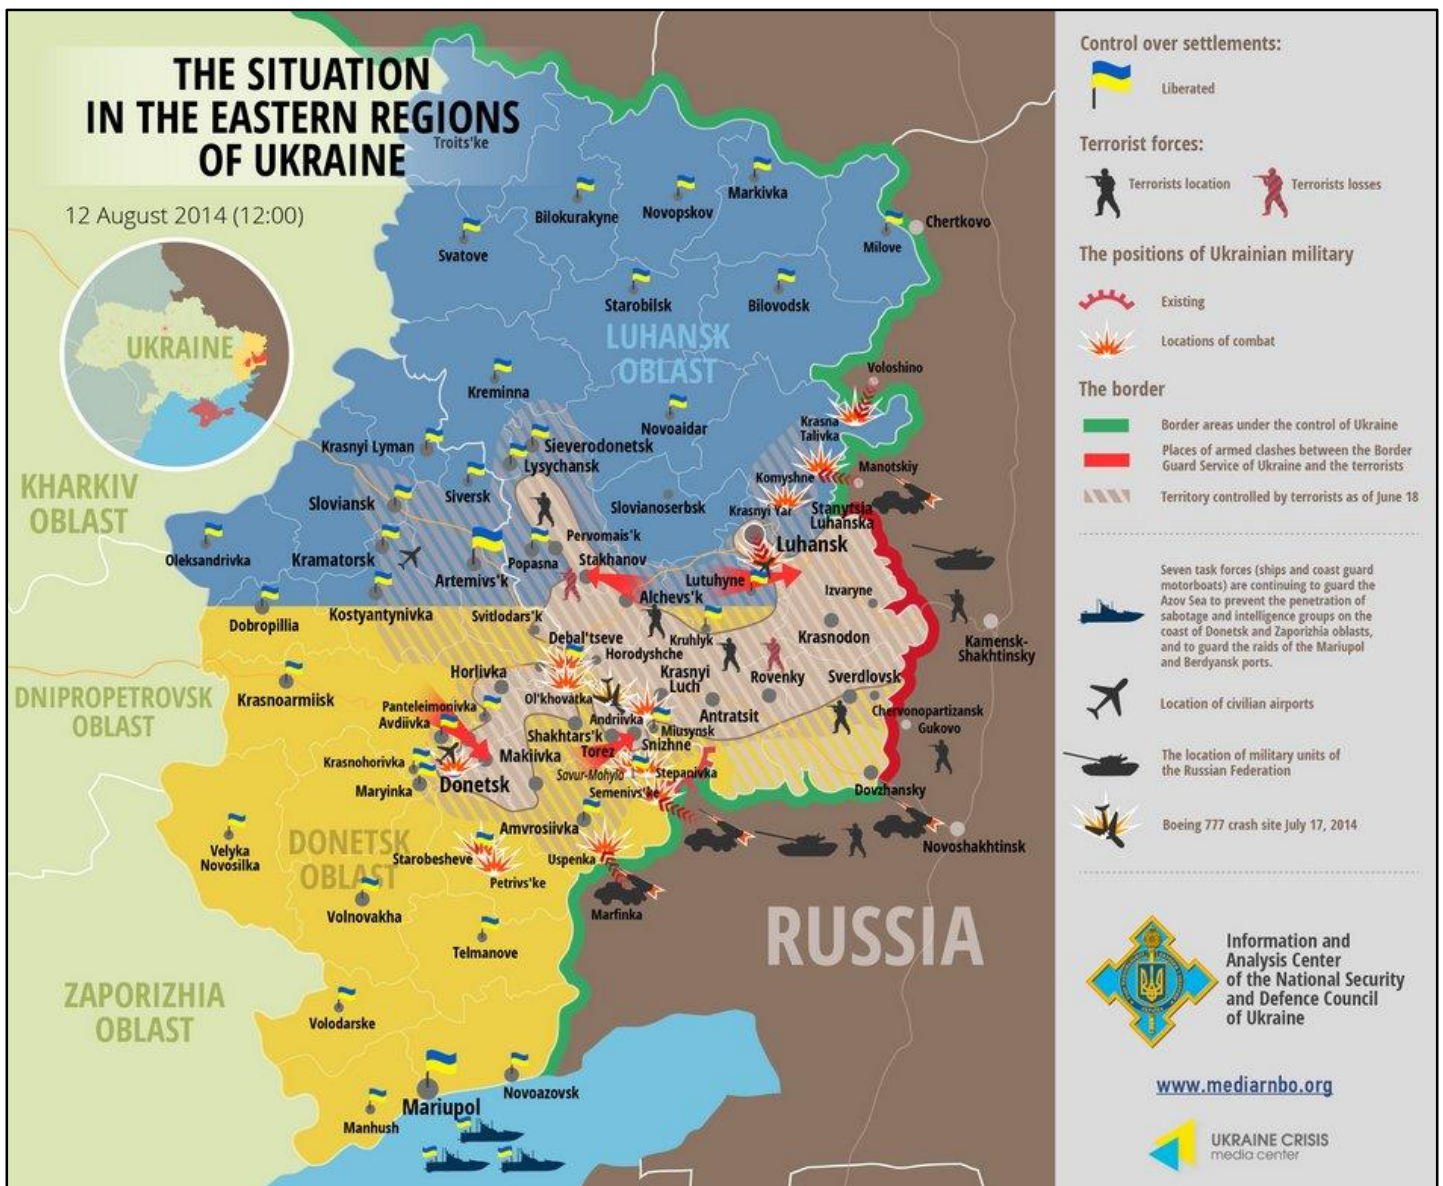 THE SITUATION
IN THE EASTERN REGIONS
OF UKRAINE
12 August 2014 (12:00)
UKRAINE
KHARKIV
OBLAST
DNIPROPETROVSK
OBLAST
ZAPORIZHIA
OBLAST
LUHANSK
OBLAST
DONETSK
OBLAST
RUSSIA
Troits'ke
Bilokurakyne
Novopskov
Markivka
Milove
Chertkovo
Svatove
Starobilsk
Bilovodsk
Kreminna
Voloshino
Novoaidar
Krasna
Talivka
Krasnyi Lyman
Sieverodonetsk
Lysychansk
Komyshne
Manotskiy
Sloviansk
Siversk
Slovianoserbsk
Krasnyi Yar
Stanytsia
Luhanska
Pervomais'k
Luhansk
Oleksandrivka
Kramatorsk
Artemivs'k
Popasna
Stakhanov
Lutuhyne
Izvaryne
Alchevs'k
Kostyantynivka
Svitlodars'k
Dobropillia
Debal'tseve
Kruhlyk
Krasnodon
Kamensk-
Shakhtinsky
Horodyshche
Horlivka
Krasnyi
Luch
Rovenky
Sverdlovsk
Krasnoarmiisk
Panteleimonivka
Ol'khovatka
Avdiivka
Andriivka
Antratsit
Chervonopartizansk
Gukovo
Miusynsk
Shakhtars'k
Snizhne
Makiivka
Torez
Krasnohorivka
Savur-Mohyla
Stepanivka
Donetsk
Maryinka
Semenivs'ke
Dovzhansky
Amvrosiivka
Novoshakhtinsk
Velyka
Novosilka
Starobesheve
Uspenka
Petrivs'ke
Marfinka
Volnovakha
Telmanove
Volodarske
Novoazovsk
Mariupol
Manhush
Control over settlements:
Liberated
Terrorist forces:
Terrorists location
Terrorists losses
The positions of Ukrainian military
Existing
Locations of combat
The border
Border areas under the control of Ukraine
Places of armed clashes between the Border
Guard Service of Ukraine and the terrorists
Territory controlled by terrorists as of June 18
Seven task forces (ships and coast guard
motorboats) are continuing to guard the
Azov Sea to prevent the penetration of
sabotage and intelligence groups on the
coast of Donetsk and Zaporizhia oblasts,
and to guard the raids of the Mariupol
and Berdyansk ports.
Location of civilian airports
The location of military units of
the Russian Federation
Boeing 777 crash site July 17, 2014
Information and
Analysis Center
of the National Security
and Defence Council
of Ukraine
www.mediarnbo.org
UKRAINE CRISIS
media center